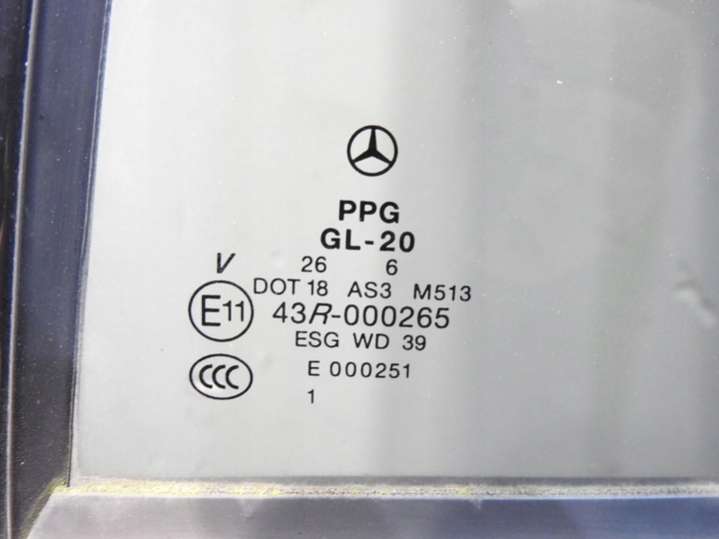 PPG
GL-20
V 26 6
DOT 18 AS3 M513
E11 43R-000265
ESG WD 39
CCC E 000251
1